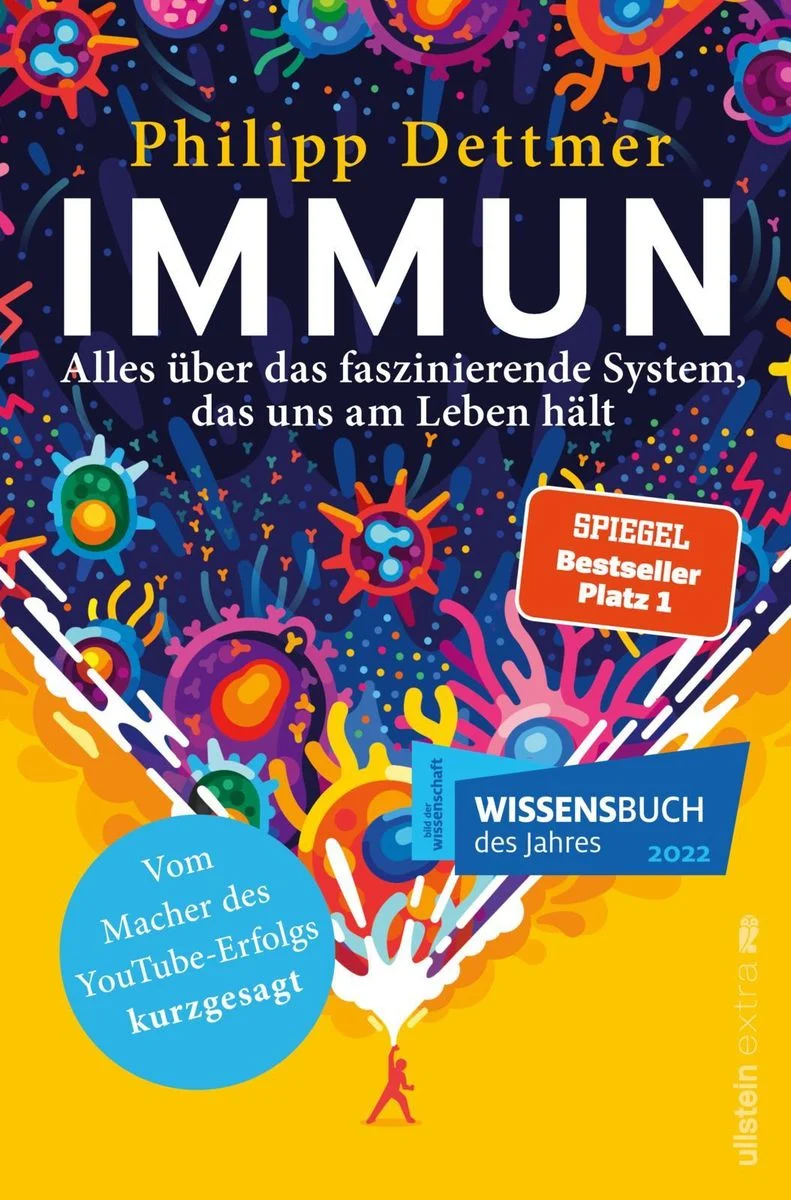 Philipp Dettmer
IMMUN
Alles über das faszinierende System,
das uns am Leben hält
SPIEGEL
Bestseller
Platz 1
bild der
wissenschaft
WISSENSBUCH
des Jahres
2022
Vom
Macher des
YouTube-Erfolgs
kurzgesagt
ullstein extra